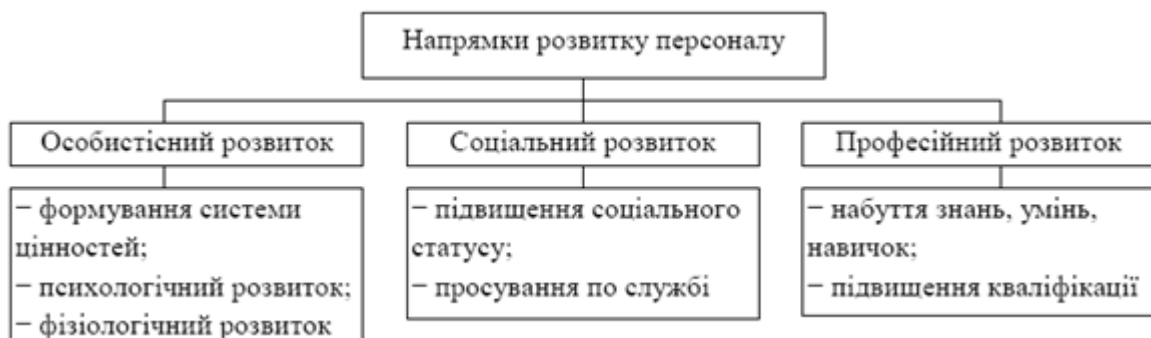 Напрямки розвитку персоналу
Особистісний розвиток
− формування системи
цінностей;
− психологічний розвиток;
− фізіологічний розвиток
Соціальний розвиток
− підвищення соціального
статусу;
− просування по службі
Професійний розвиток
− набуття знань, умінь,
навичок;
− підвищення кваліфікації